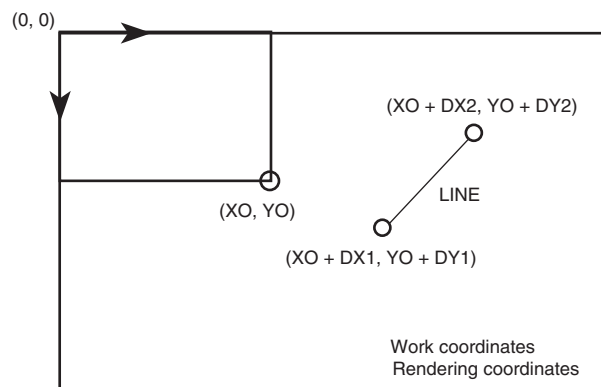 (0, 0)
(XO + DX2, YO + DY2)
LINE
(XO, YO)
(XO + DX1, YO + DY1)
Work coordinates
Rendering coordinates